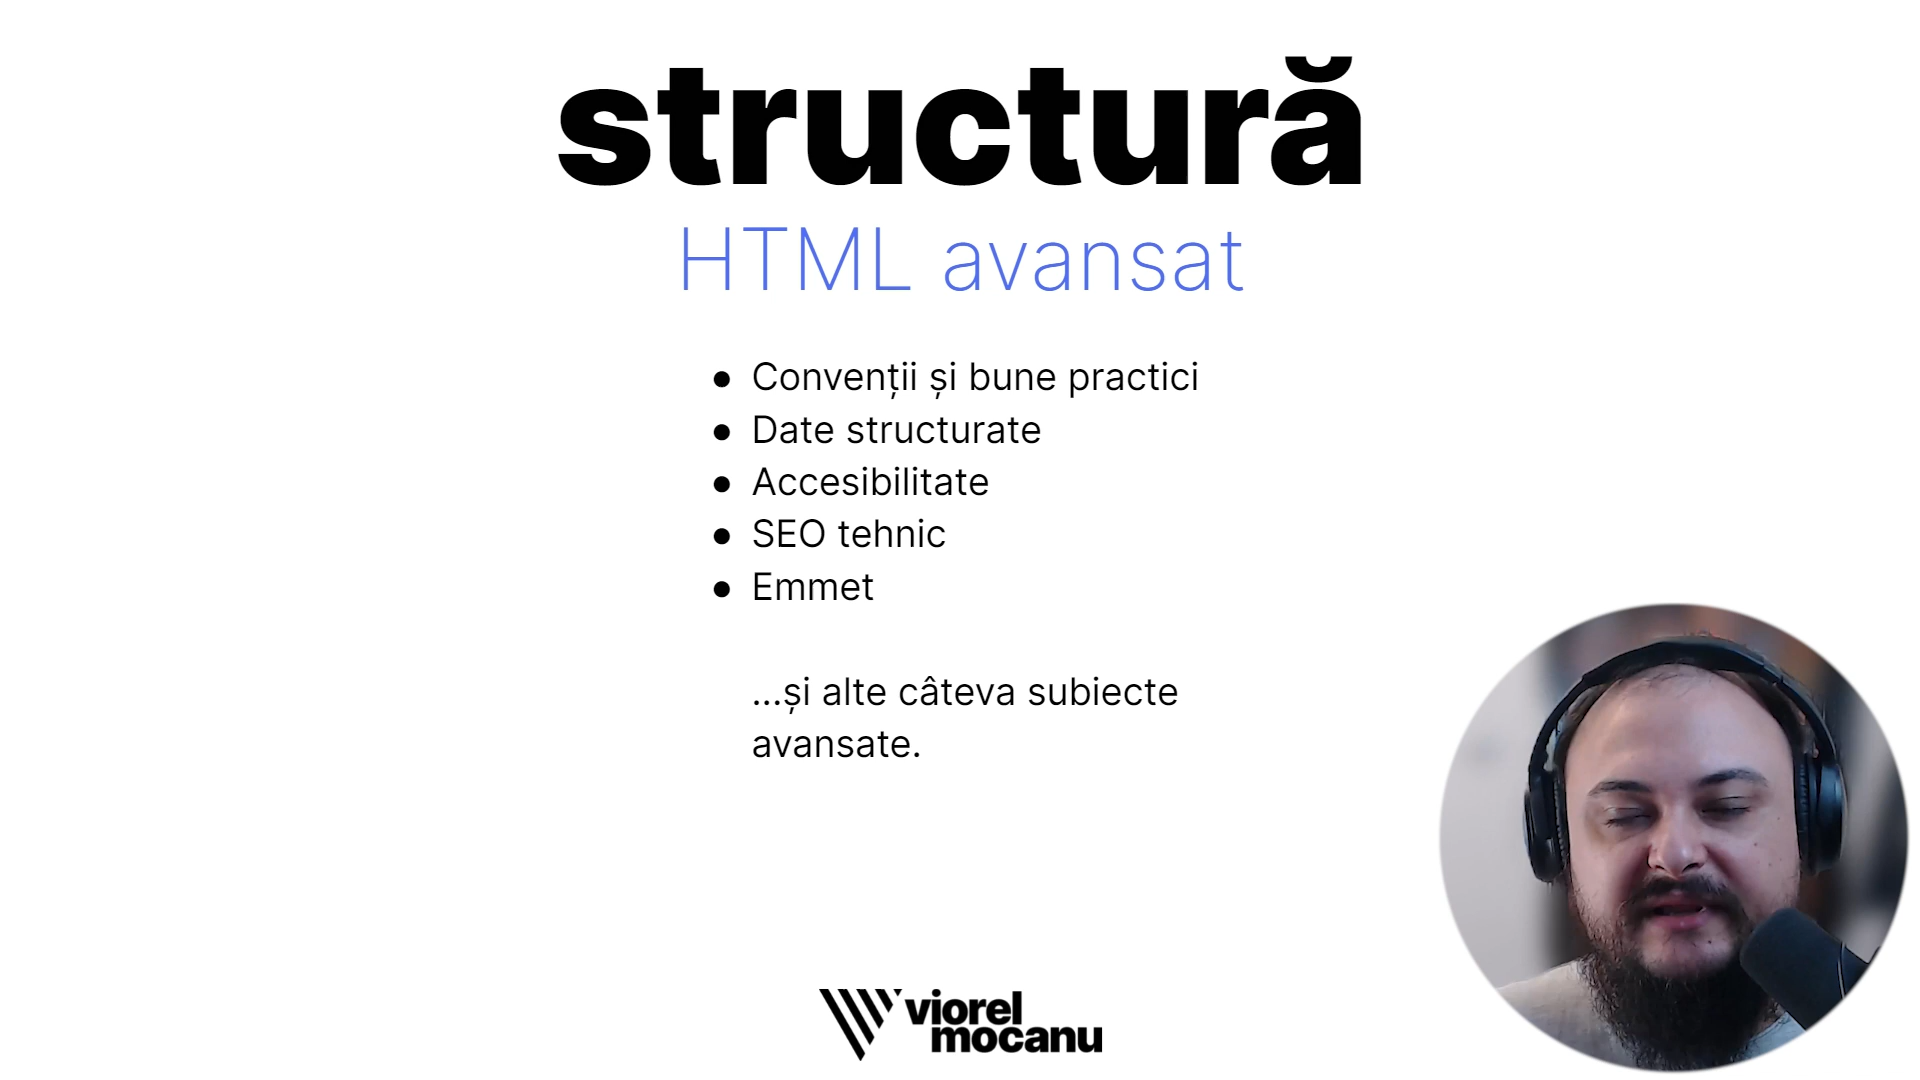 structură
HTML avansat
● Convenții și bune practici
● Date structurate
● Accesibilitate
● SEO tehnic
● Emmet
...și alte câteva subiecte
avansate.
viorel
mocanu